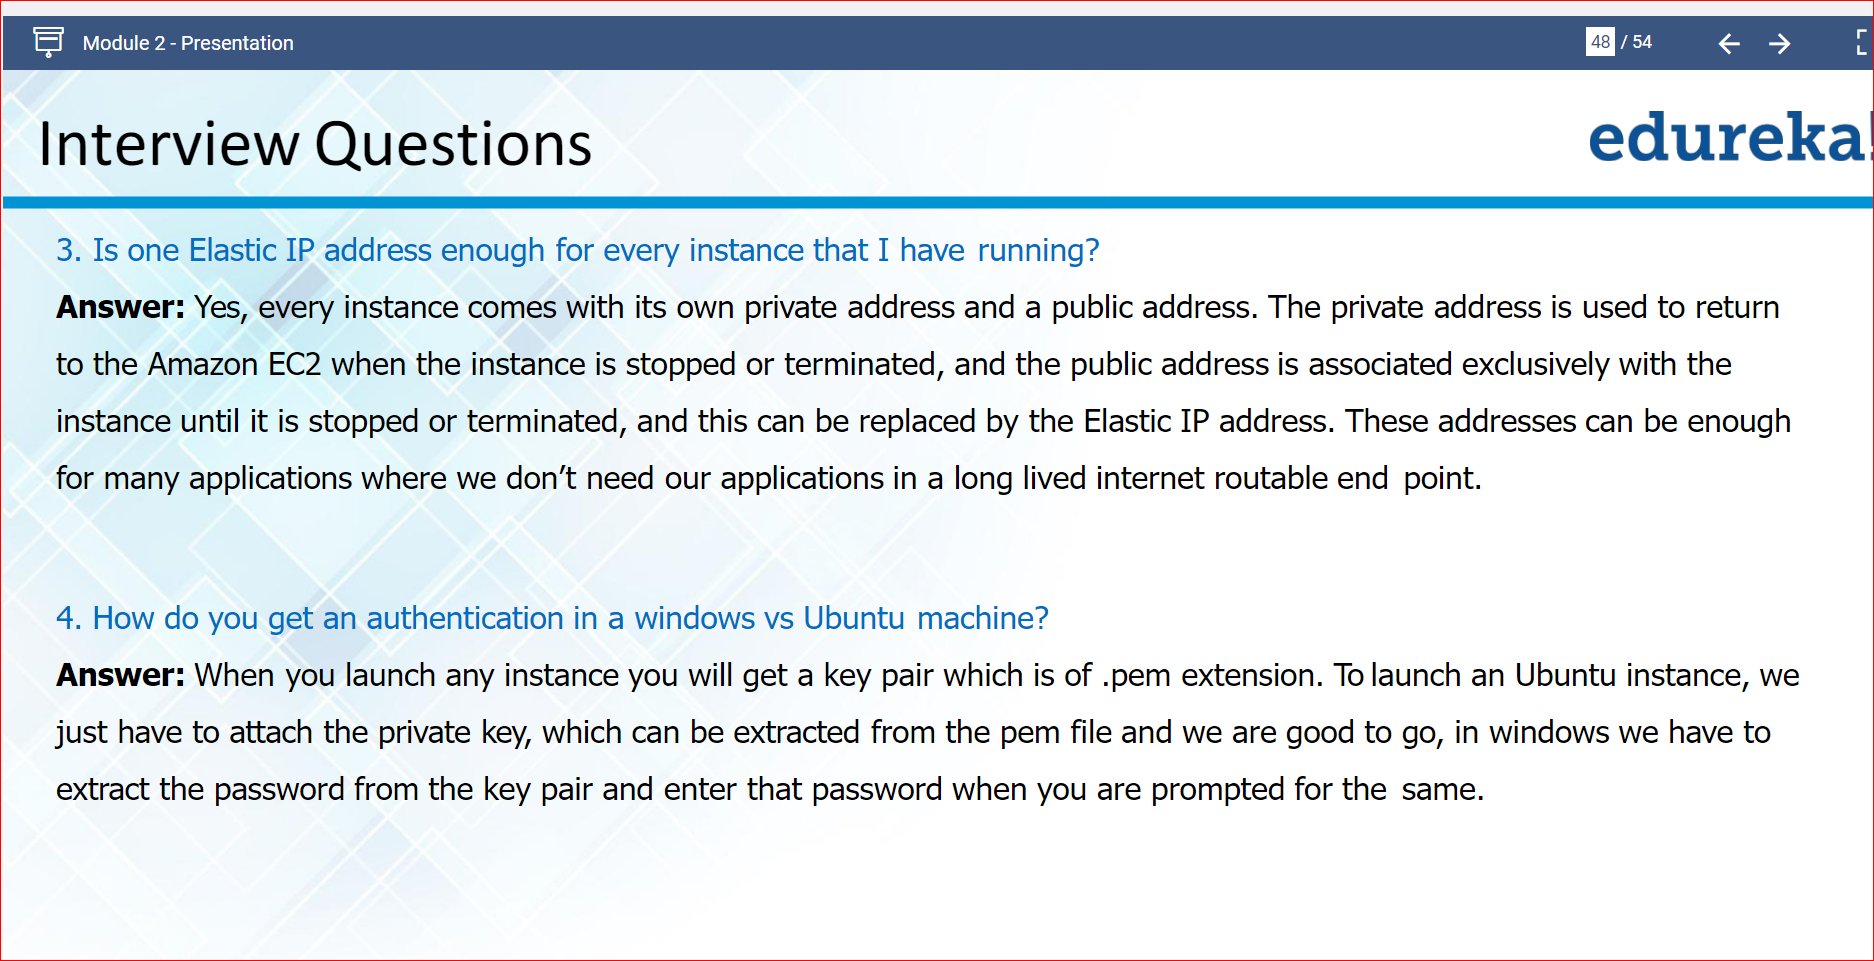 Module 2 - Presentation
48 / 54
Interview Questions
edureka!
3. Is one Elastic IP address enough for every instance that I have running?
Answer: Yes, every instance comes with its own private address and a public address. The private address is used to return
to the Amazon EC2 when the instance is stopped or terminated, and the public address is associated exclusively with the
instance until it is stopped or terminated, and this can be replaced by the Elastic IP address. These addresses can be enough
for many applications where we don’t need our applications in a long lived internet routable end point.
4. How do you get an authentication in a windows vs Ubuntu machine?
Answer: When you launch any instance you will get a key pair which is of .pem extension. To launch an Ubuntu instance, we
just have to attach the private key, which can be extracted from the pem file and we are good to go, in windows we have to
extract the password from the key pair and enter that password when you are prompted for the same.